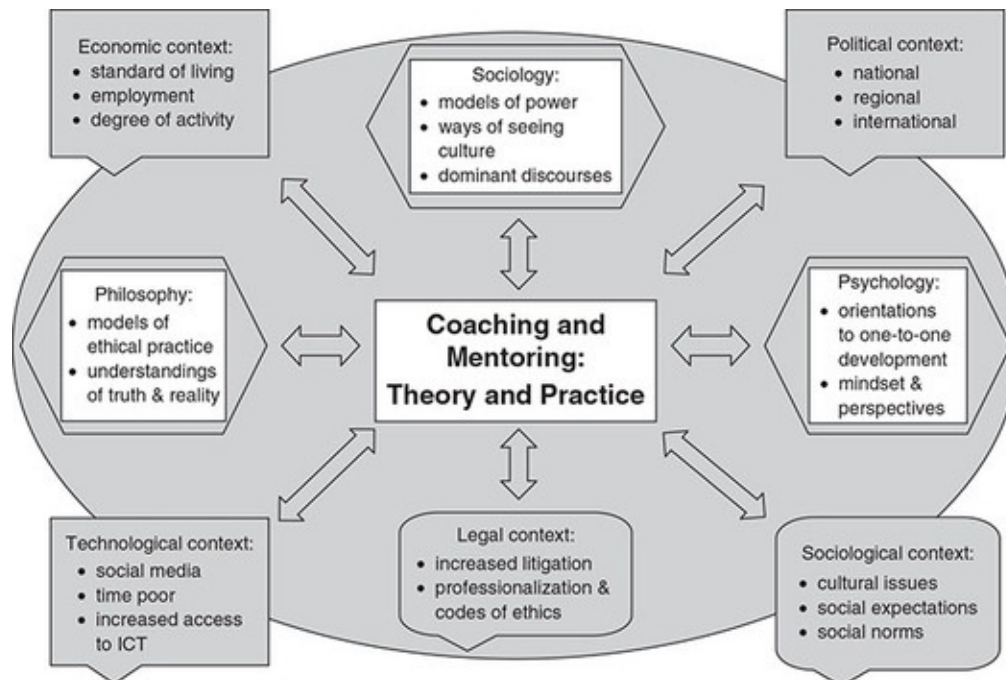 Economic context:
• standard of living
• employment
• degree of activity
Sociology:
• models of power
• ways of seeing
culture
• dominant discourses
Political context:
• national
• regional
• international
Philosophy:
• models of
ethical practice
• understandings
of truth & reality
Coaching and
Mentoring:
Theory and Practice
Psychology:
• orientations
to one-to-one
development
• mindset &
perspectives
Technological context:
• social media
• time poor
• increased access
to ICT
Legal context:
• increased litigation
• professionalization &
codes of ethics
Sociological context:
• cultural issues
• social expectations
• social norms